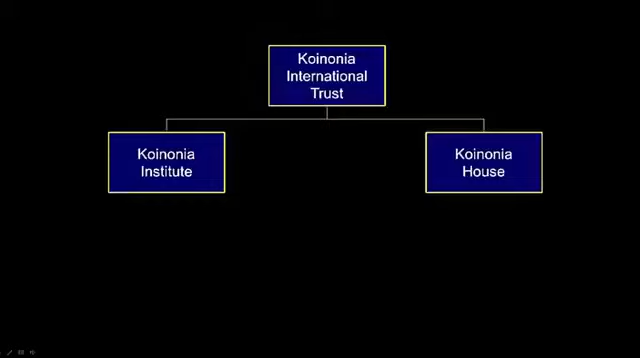 Koinonia
International
Trust
Koinonia
Institute
Koinonia
House